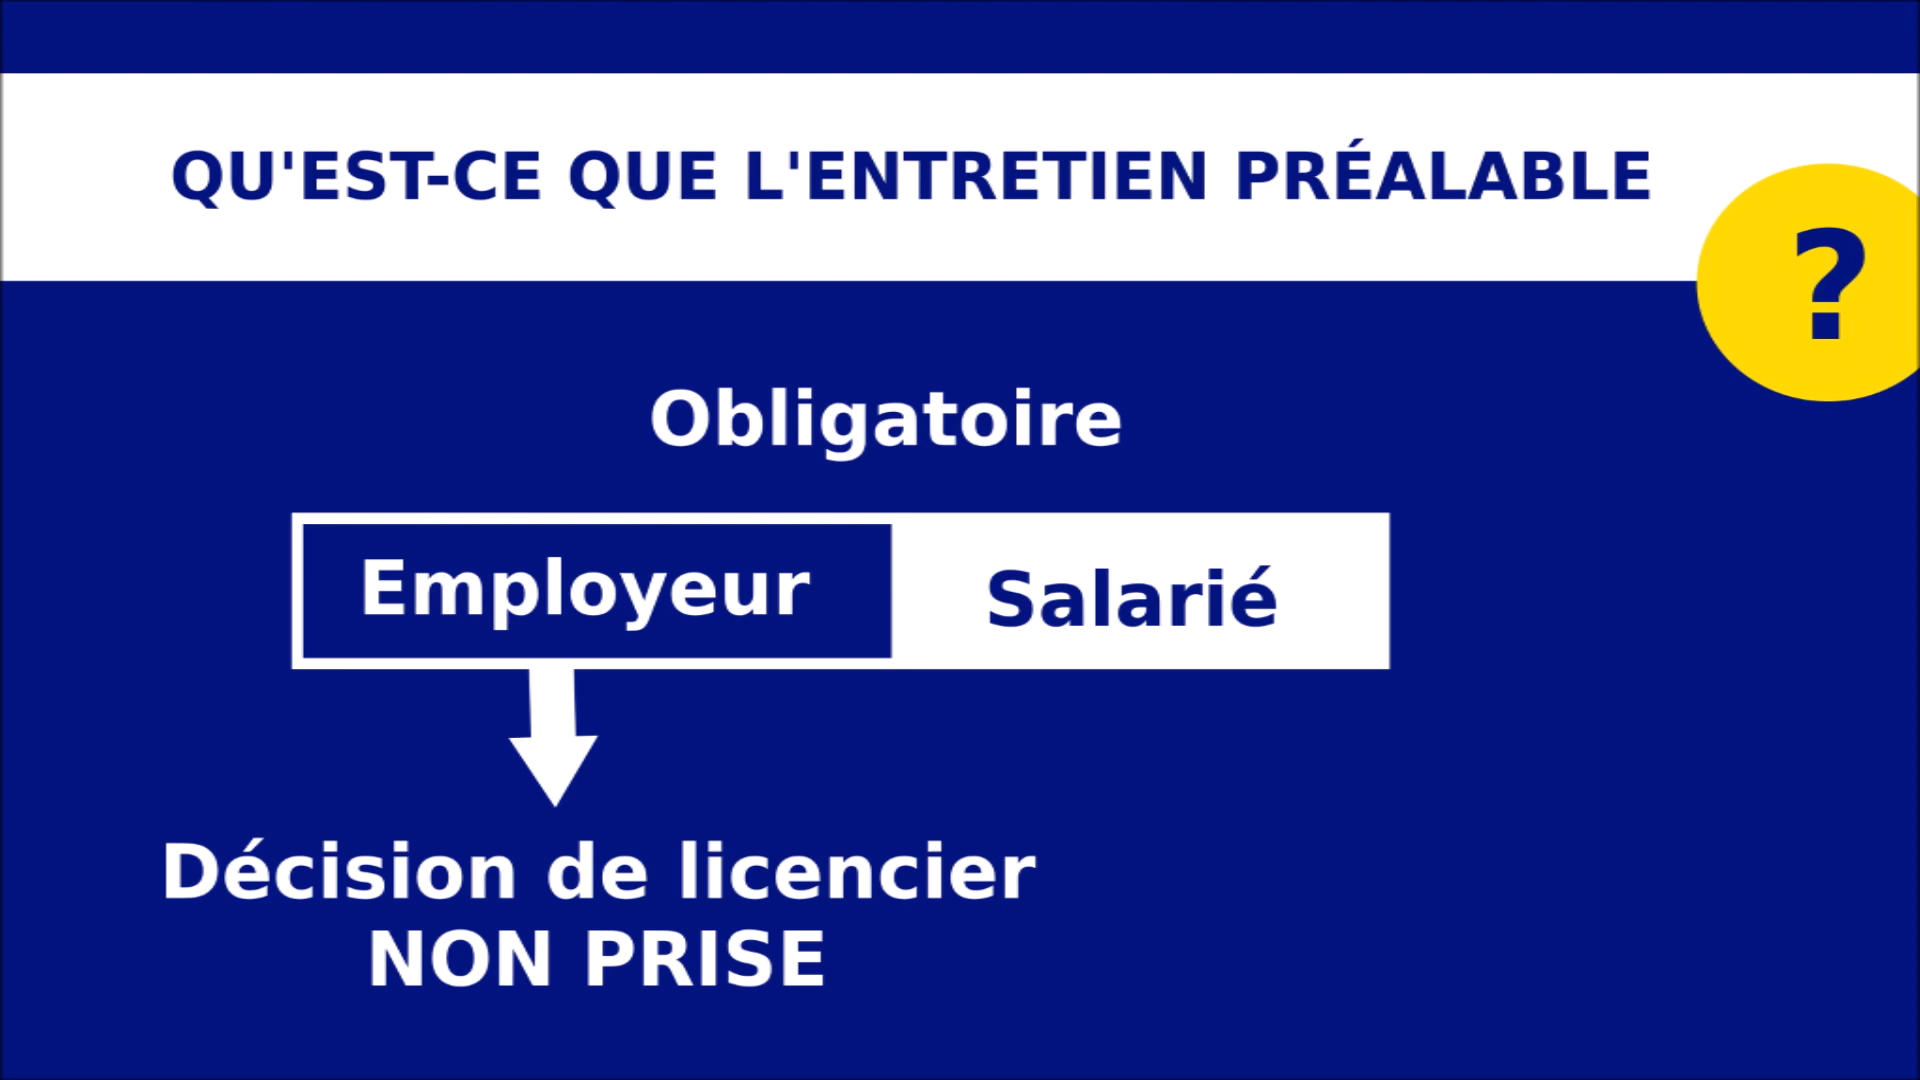 QU'EST-CE QUE L'ENTRETIEN PRÉALABLE
?
Obligatoire
Employeur
Salarié
Décision de licencier
NON PRISE